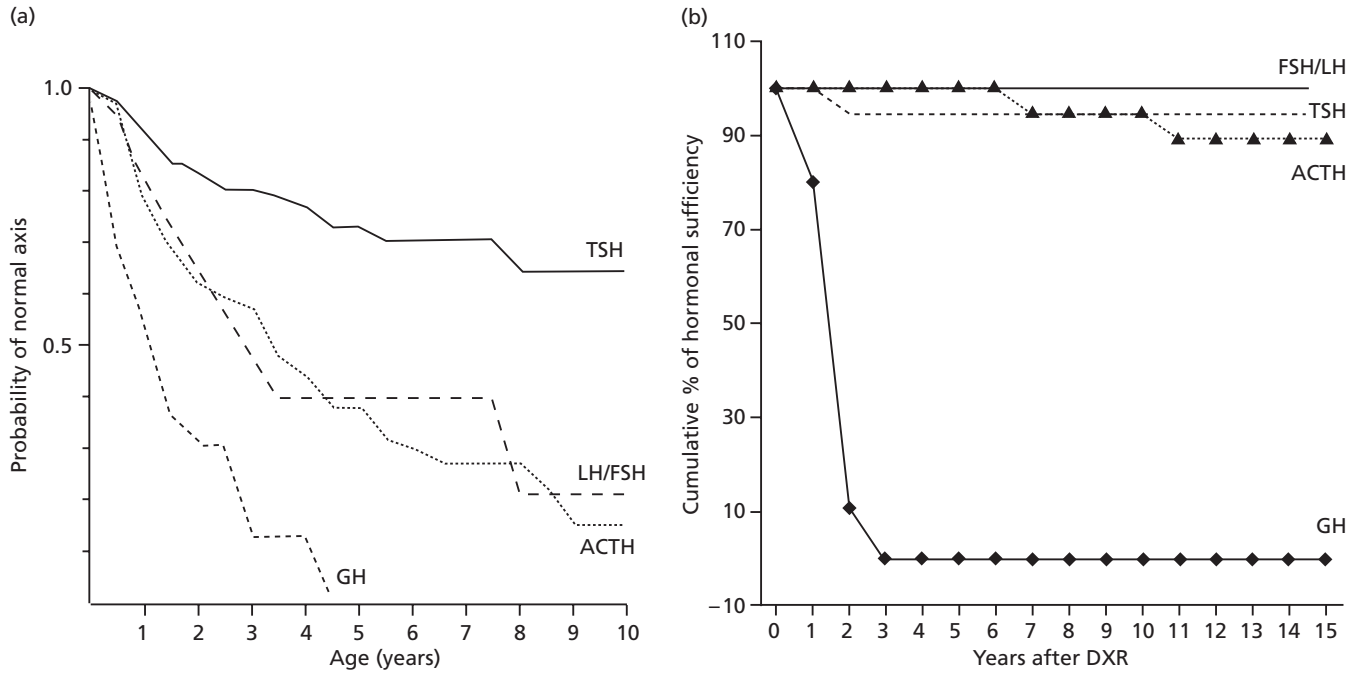 (a)
1.0
0.5
Probability of normal axis
TSH
LH/FSH
ACTH
GH
1 2 3 4 5 6 7 8 9 10
Age (years)
(b)
110
90
70
50
30
10
−10
Cumulative % of hormonal sufficiency
FSH/LH
TSH
ACTH
GH
0 1 2 3 4 5 6 7 8 9 10 11 12 13 14 15
Years after DXR